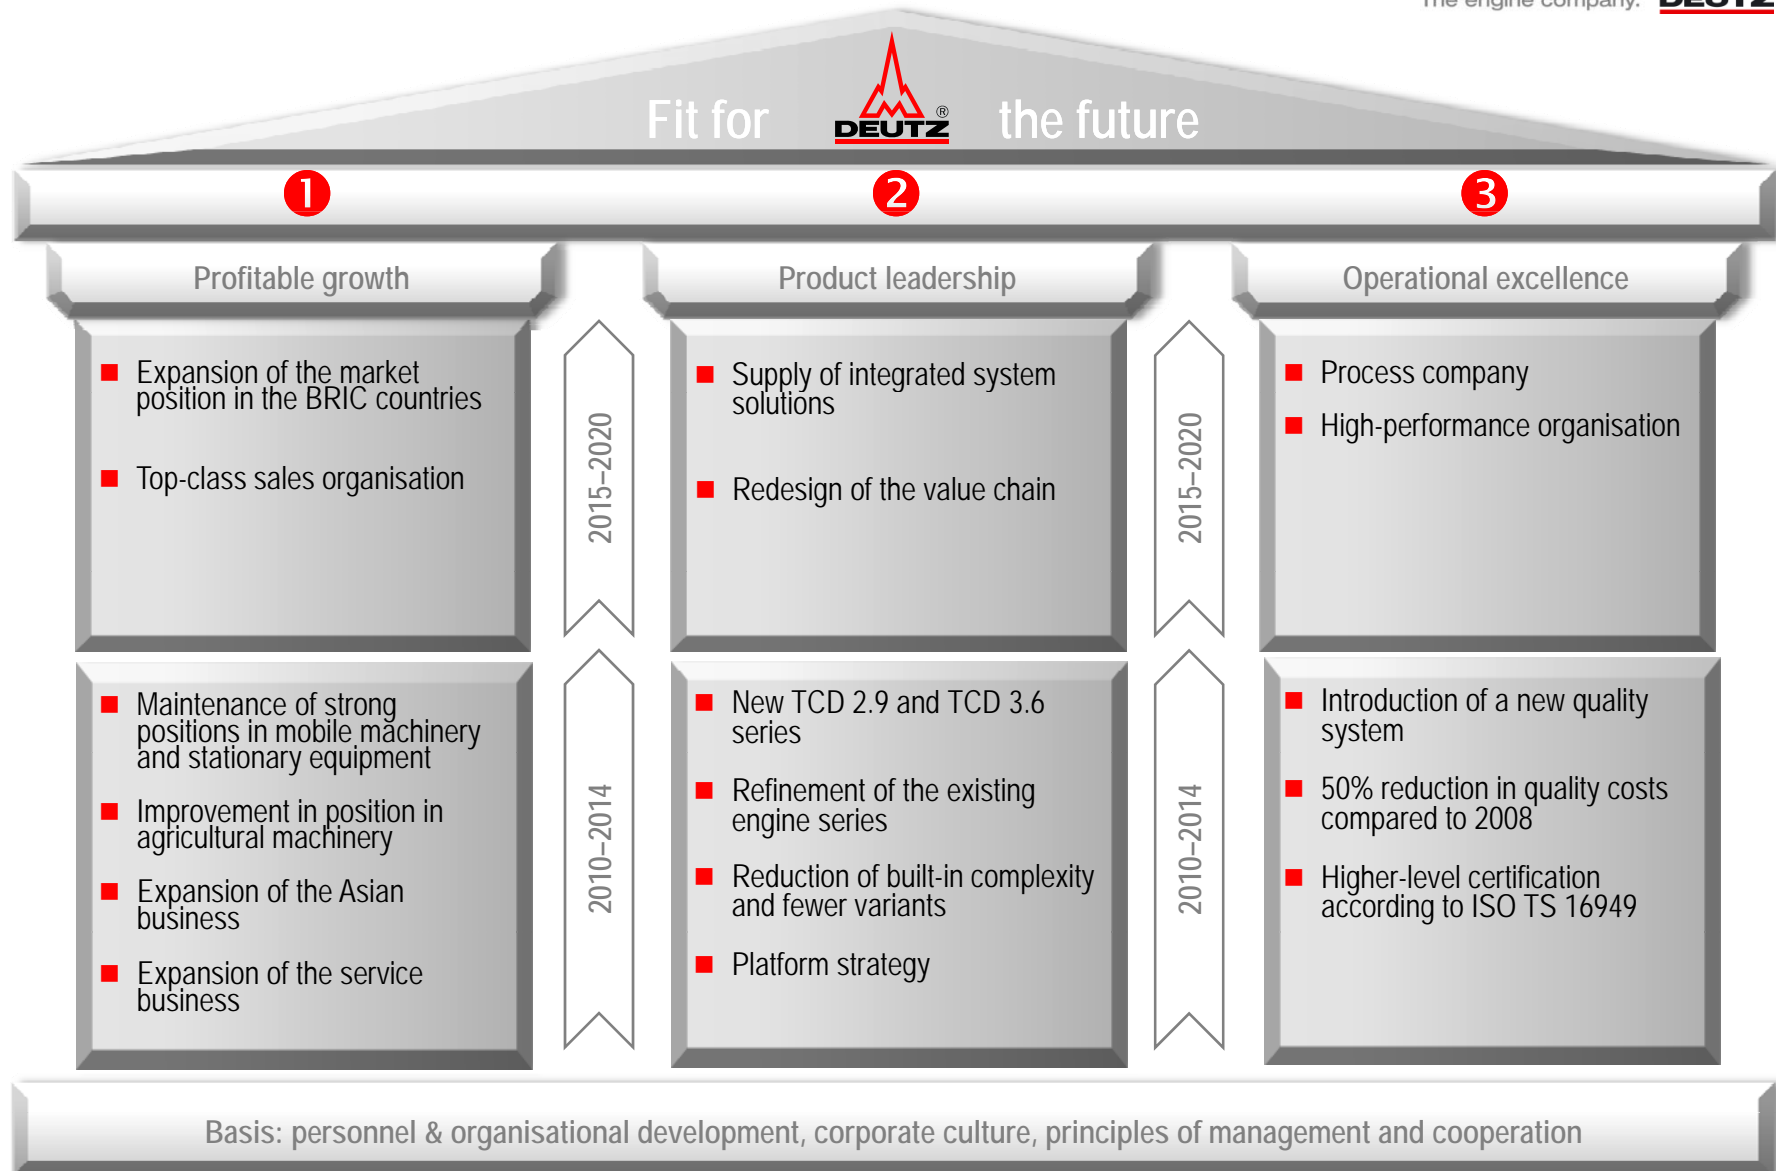 The engine company. DEUTZ
Fit for DEUTZ® the future
1
2
3
Profitable growth
Product leadership
Operational excellence
Expansion of the market
position in the BRIC countries
Top-class sales organisation
2015–2020
Supply of integrated system
solutions
Redesign of the value chain
2015–2020
Process company
High-performance organisation
Maintenance of strong
positions in mobile machinery
and stationary equipment
Improvement in position in
agricultural machinery
Expansion of the Asian
business
Expansion of the service
business
2010–2014
New TCD 2.9 and TCD 3.6
series
Refinement of the existing
engine series
Reduction of built-in complexity
and fewer variants
Platform strategy
2010–2014
Introduction of a new quality
system
50% reduction in quality costs
compared to 2008
Higher-level certification
according to ISO TS 16949
Basis: personnel & organisational development, corporate culture, principles of management and cooperation